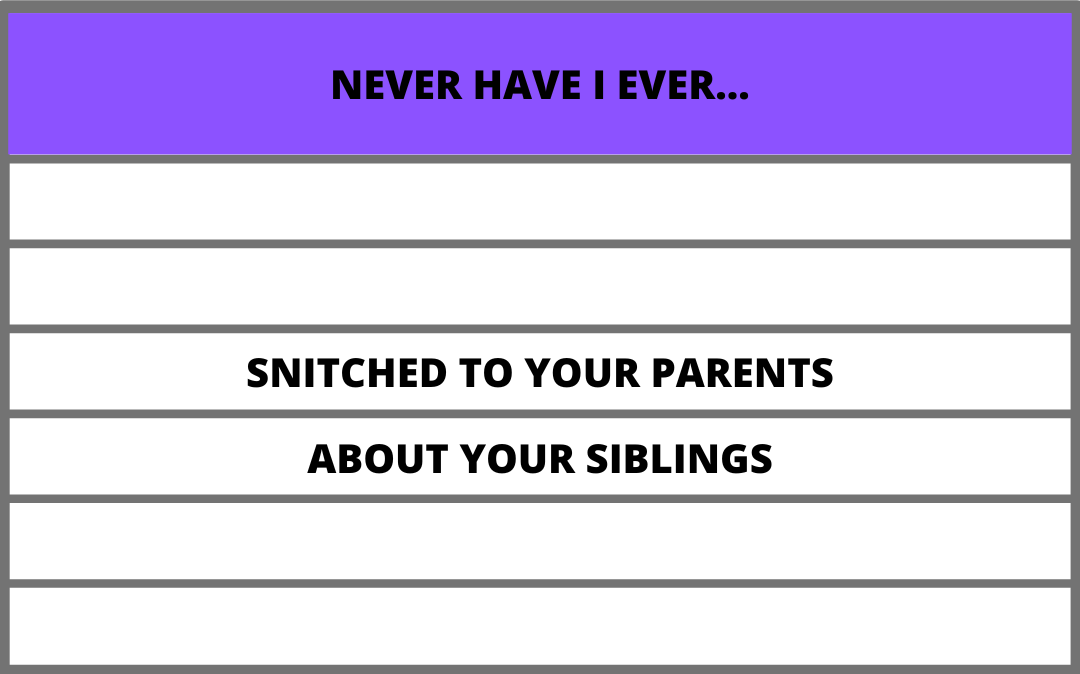 NEVER HAVE I EVER...
SNITCHED TO YOUR PARENTS
ABOUT YOUR SIBLINGS